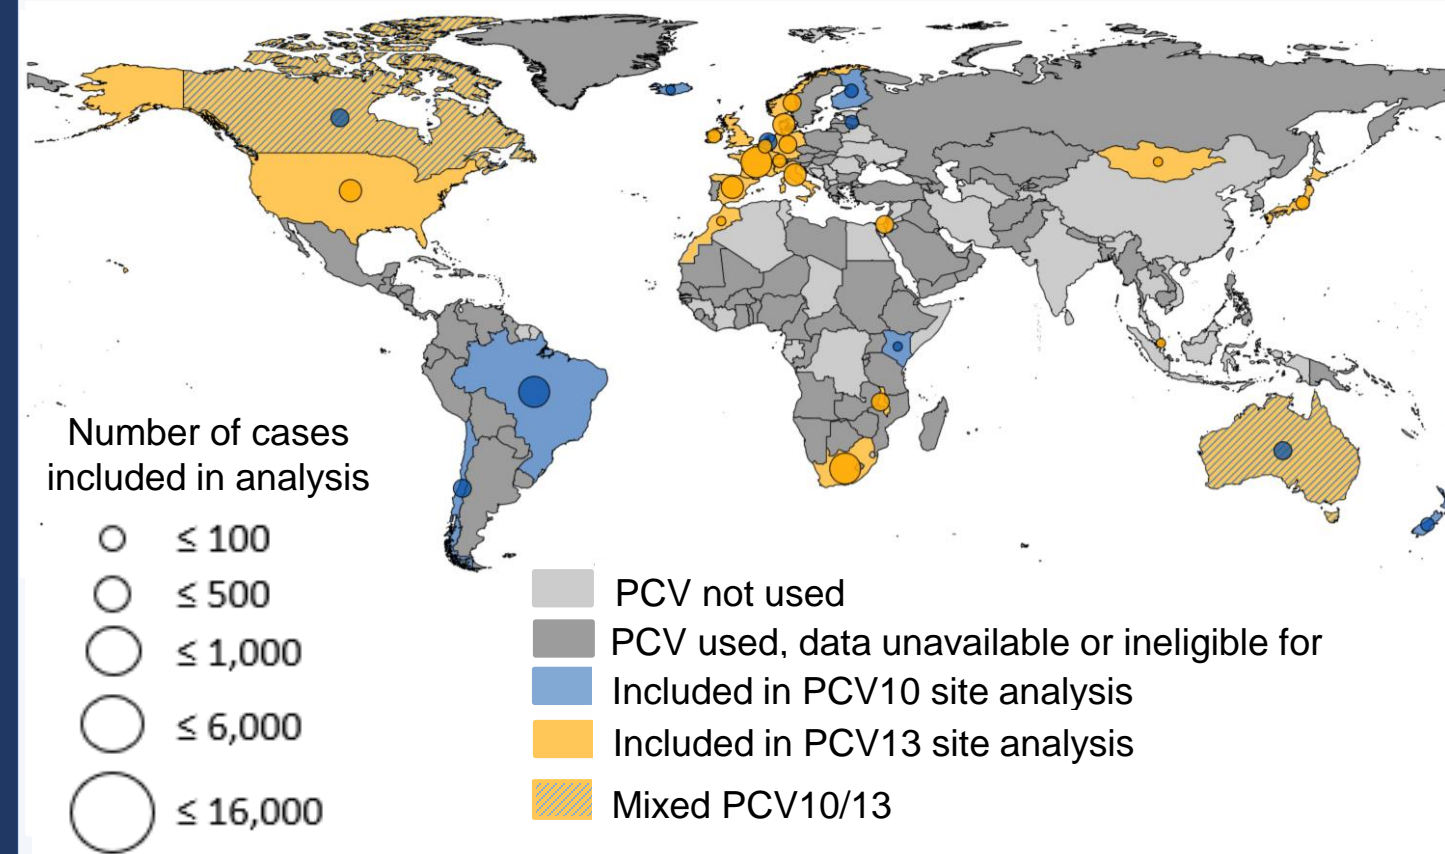 Number of cases
included in analysis
≤ 100
≤ 500
≤ 1,000
≤ 6,000
≤ 16,000
PCV not used
PCV used, data unavailable or ineligible for
Included in PCV10 site analysis
Included in PCV13 site analysis
Mixed PCV10/13